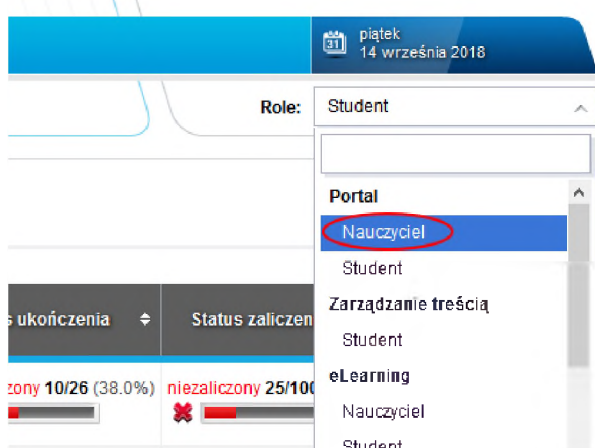 piątek
14 września 2018
Role: Student
Portal
Nauczyciel
Student
Zarządzanie treścią
Student
eLearning
Nauczyciel
Student
s ukończenia Status zaliczen
zony 10/26 (38.0%) niezaliczony 25/100